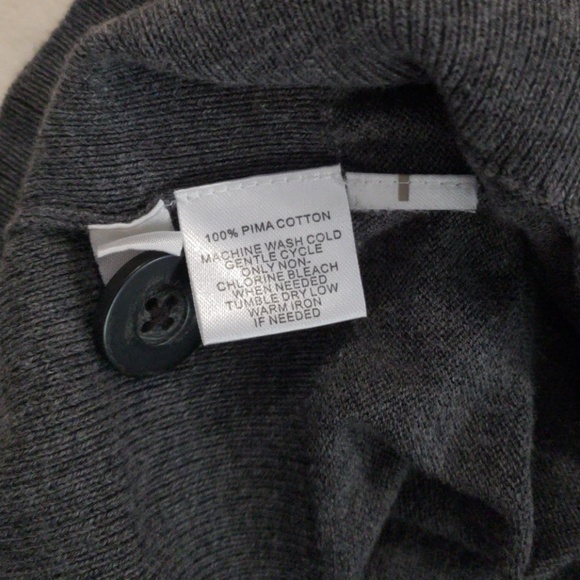 100% PIMA COTTON
MACHINE WASH COLD
GENTLE CYCLE
ONLY NON-
CHLORINE BLEACH
WHEN NEEDED
TUMBLE DRY LOW
WARM IRON
IF NEEDED